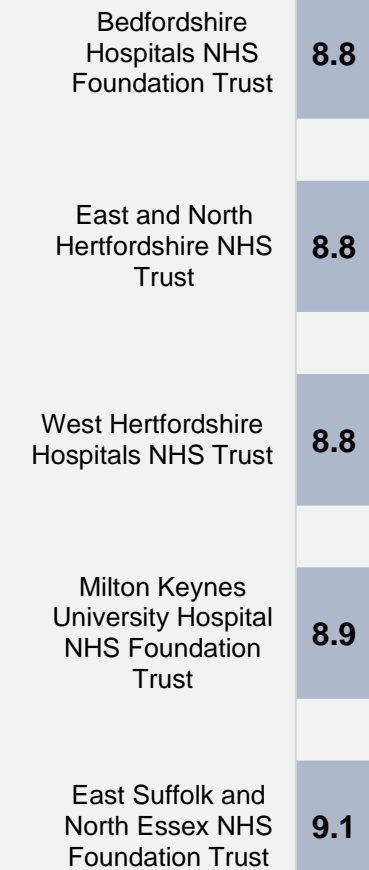 Bedfordshire
Hospitals NHS
Foundation Trust
8.8
East and North
Hertfordshire NHS
Trust
8.8
West Hertfordshire
Hospitals NHS Trust
8.8
Milton Keynes
University Hospital
NHS Foundation
Trust
8.9
East Suffolk and
North Essex NHS
Foundation Trust
9.1